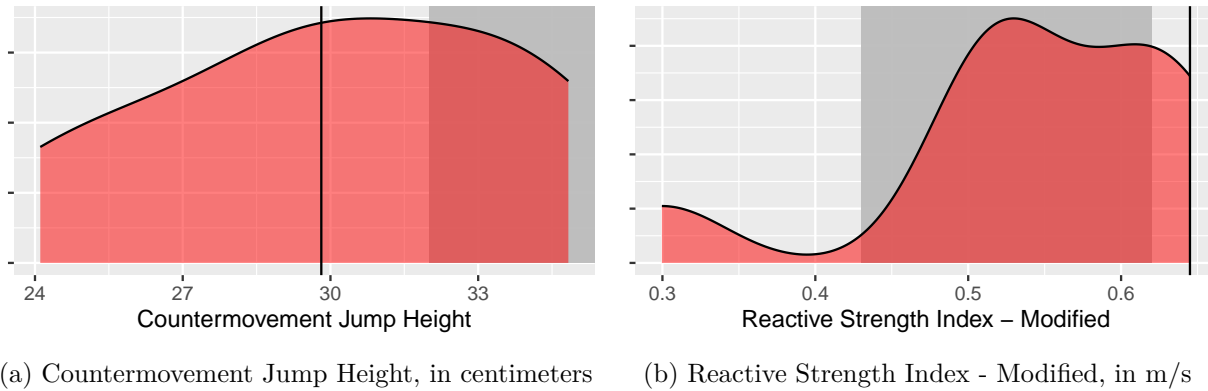 24 27 30 33
Countermovement Jump Height
(a) Countermovement Jump Height, in centimeters
0.3 0.4 0.5 0.6
Reactive Strength Index – Modified
(b) Reactive Strength Index - Modified, in m/s